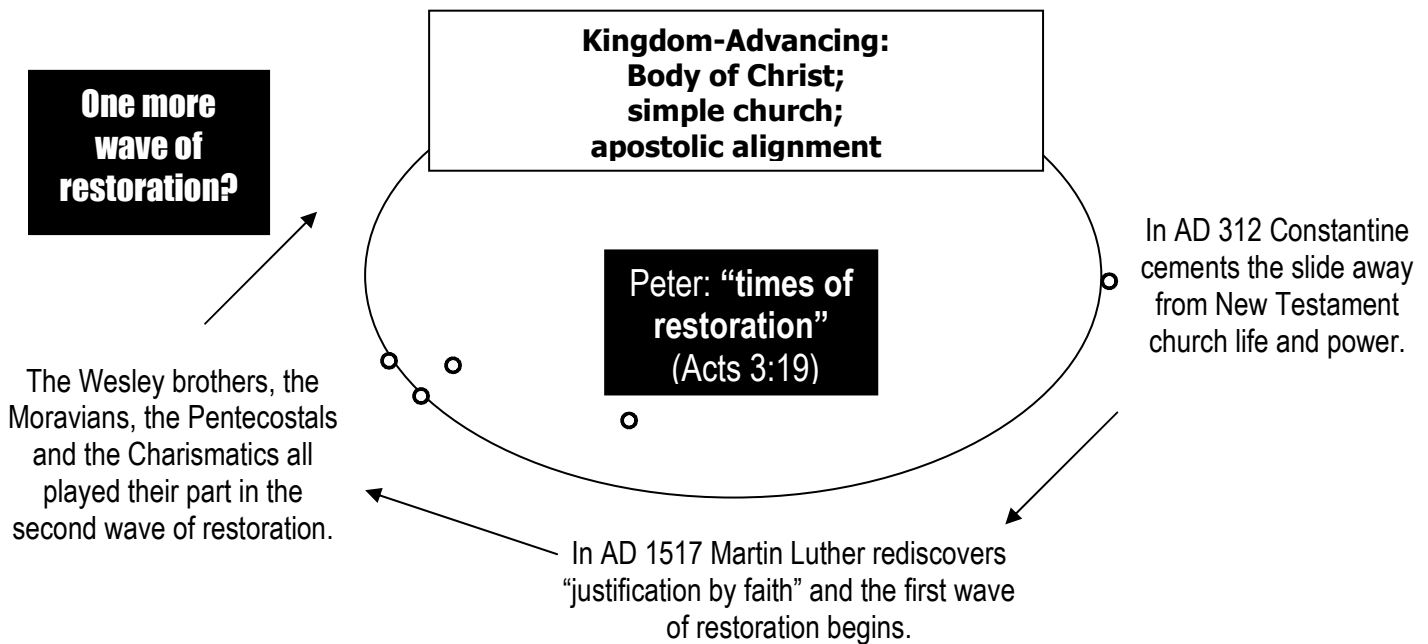 Kingdom-Advancing:
Body of Christ;
simple church;
apostolic alignment
One more
wave of
restoration?
In AD 312 Constantine
cements the slide away
from New Testament
church life and power.
Peter: “times of
restoration”
(Acts 3:19)
The Wesley brothers, the
Moravians, the Pentecostals
and the Charismatics all
played their part in the
second wave of restoration.
In AD 1517 Martin Luther rediscovers
“justification by faith” and the first wave
of restoration begins.